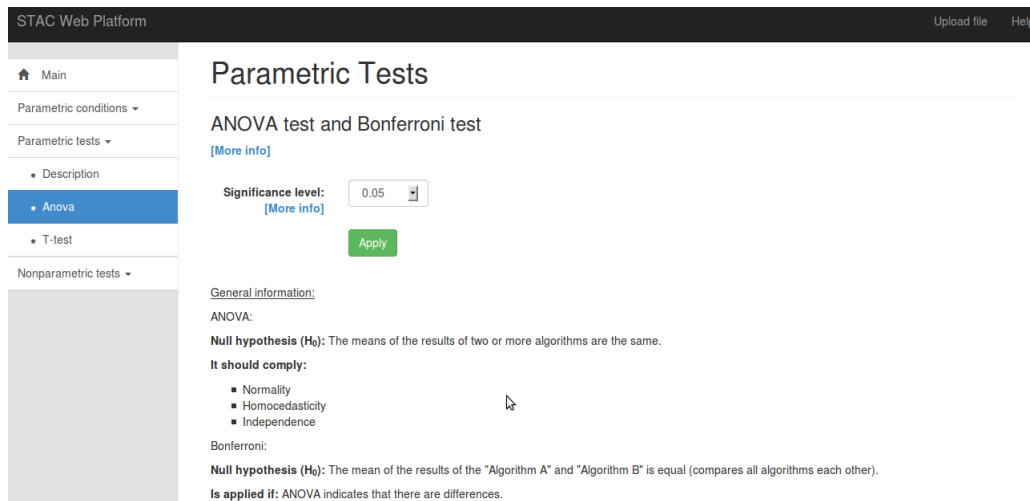 STAC Web Platform
Upload file
Help
Main
Parametric conditions
Parametric tests
Description
Anova
T-test
Nonparametric tests
Parametric Tests
ANOVA test and Bonferroni test
[More info]
Significance level: 0.05
[More info]
Apply
General information:
ANOVA:
Null hypothesis (H₀): The means of the results of two or more algorithms are the same.
It should comply:
Normality
Homocedasticity
Independence
Bonferroni:
Null hypothesis (H₀): The mean of the results of the "Algorithm A" and "Algorithm B" is equal (compares all algorithms each other).
Is applied if: ANOVA indicates that there are differences.